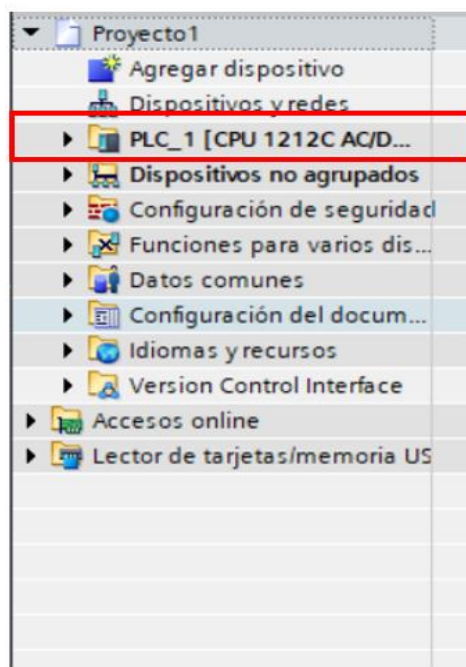 Proyecto1
Agregar dispositivo
Dispositivos y redes
PLC_1 [CPU 1212C AC/D...
Dispositivos no agrupados
Configuración de seguridad
Funciones para varios dis...
Datos comunes
Configuración del docum...
Idiomas y recursos
Version Control Interface
Accesos online
Lector de tarjetas/memoria US